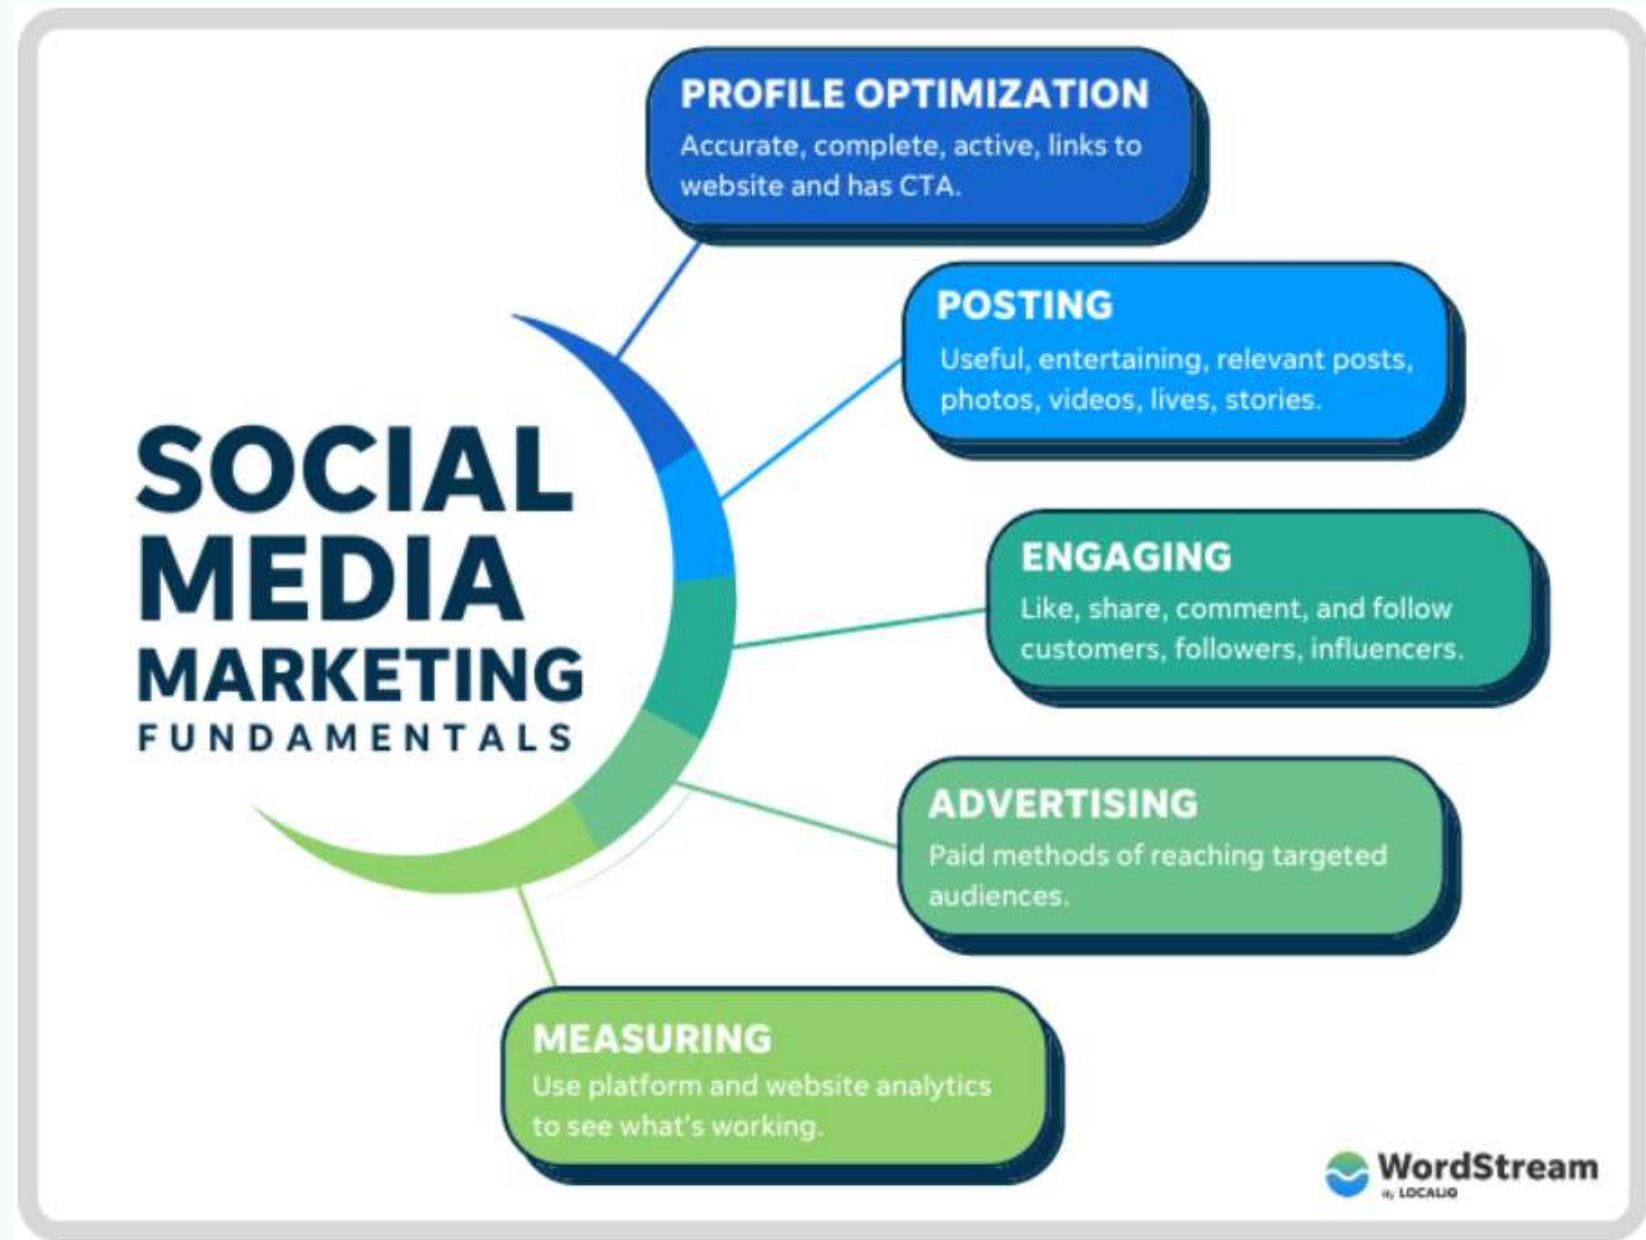 SOCIAL
MEDIA
MARKETING
FUNDAMENTALS
PROFILE OPTIMIZATION
Accurate, complete, active, links to
website and has CTA.
POSTING
Useful, entertaining, relevant posts,
photos, videos, lives, stories.
ENGAGING
Like, share, comment, and follow
customers, followers, influencers.
ADVERTISING
Paid methods of reaching targeted
audiences.
MEASURING
Use platform and website analytics
to see what's working.
WordStream
By LOCALiQ